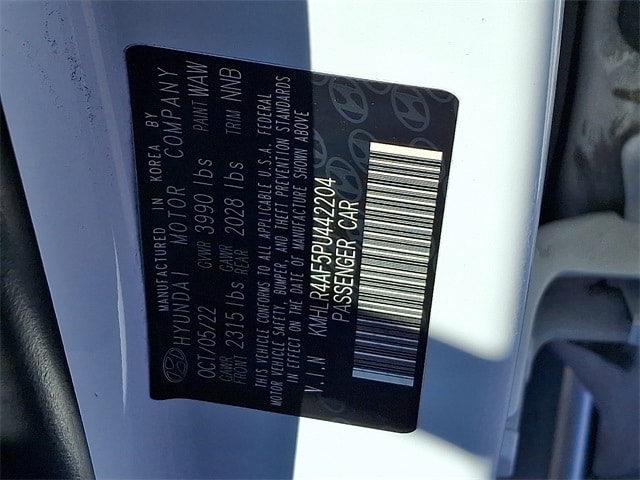 MANUFACTURED IN KOREA BY
HYUNDAI MOTOR COMPANY
OCT/05/22 GVWR 3990 lbs PAINT WAW
GAWR FRONT 2315 lbs GAWR REAR 2028 lbs TRIM NNB
THIS VEHICLE CONFORMS TO ALL APPLICABLE U.S.A. FEDERAL
MOTOR VEHICLE SAFETY, BUMPER, AND THEFT PREVENTION STANDARDS
IN EFFECT ON THE DATE OF MANUFACTURE SHOWN ABOVE
V.I.N KMHLR4AF5PU442204
PASSENGER CAR